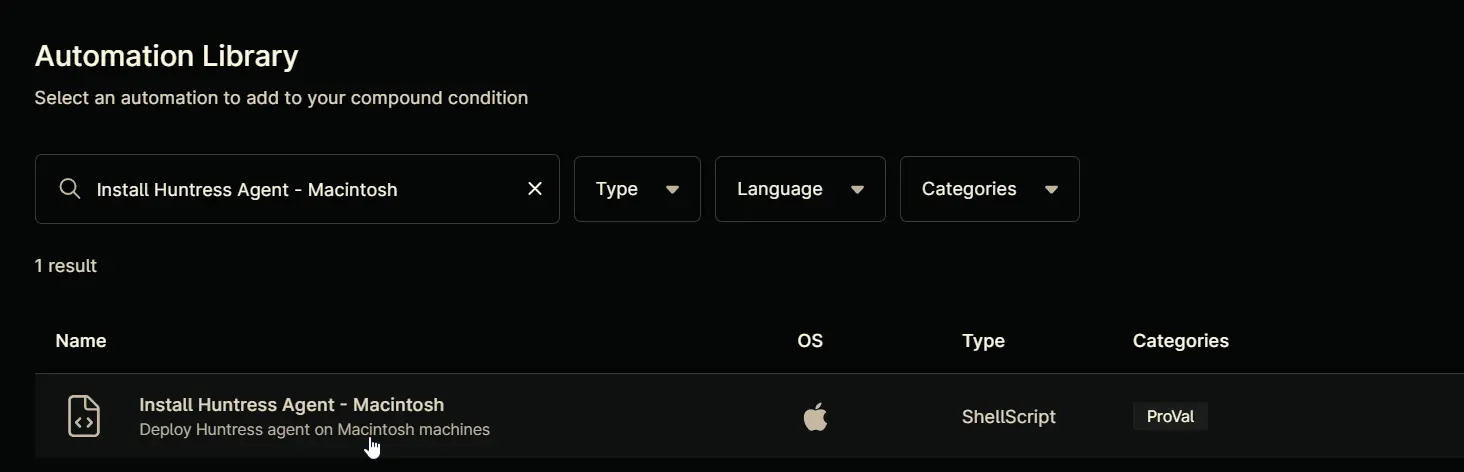 Automation Library
Select an automation to add to your compound condition
Install Huntress Agent - Macintosh
Type
Language
Categories
1 result
Name OS Type Categories
Install Huntress Agent - Macintosh
Deploy Huntress agent on Macintosh machines
ShellScript
ProVal